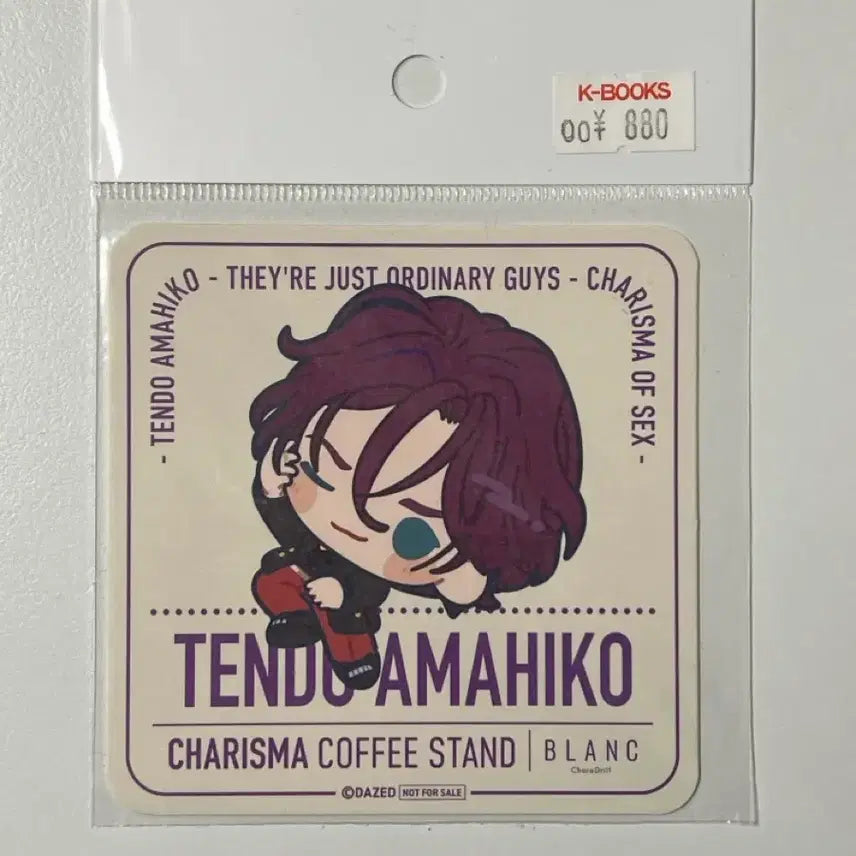 K-BOOKS
00¥ 880
- TENDO AMAHIKO - THEY'RE JUST ORDINARY GUYS - CHARISMA OF SEX -
TENDO AMAHIKO
CHARISMA COFFEE STAND | BLANC
CharaDri!!
©DAZED NOT FOR SALE